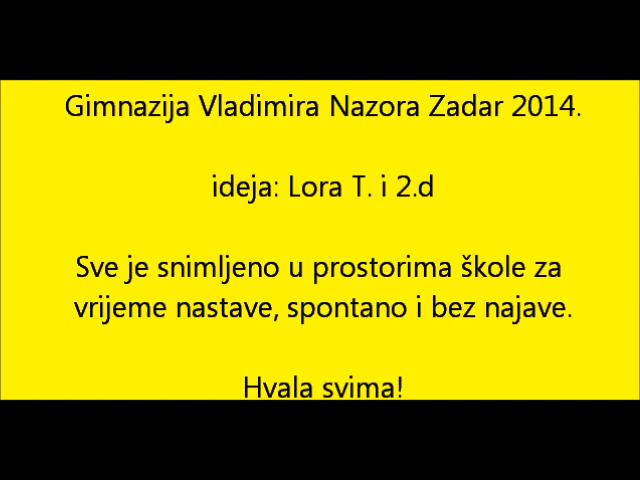 Gimnazija Vladimira Nazora Zadar 2014.
ideja: Lora T. i 2.d
Sve je snimljeno u prostorima škole za
vrijeme nastave, spontano i bez najave.
Hvala svima!